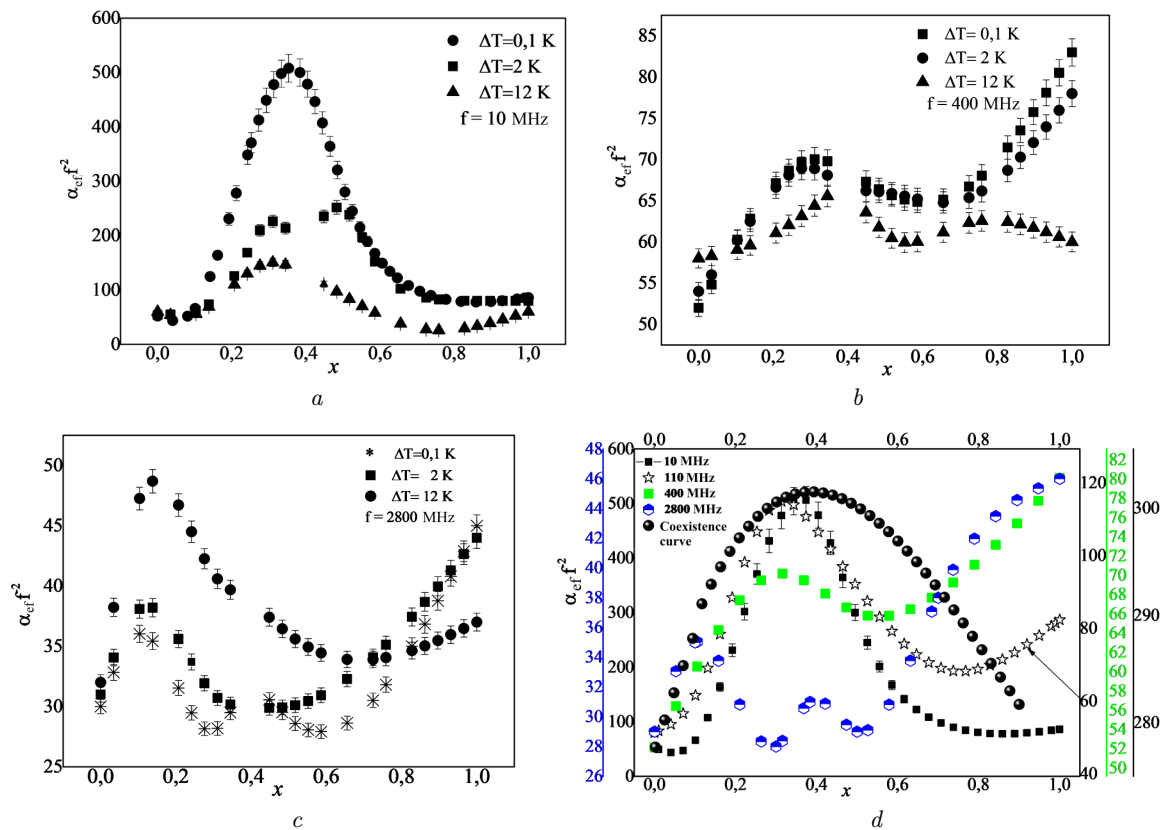 600
500
400
300
200
100
0
α_ef f^-2
● ΔT=0,1 K
■ ΔT=2 K
▲ ΔT=12 K
f = 10 MHz
0,0 0,2 0,4 0,6 0,8 1,0
x
a
85
80
75
70
65
60
55
50
α_ef f^-2
■ ΔT= 0,1 K
● ΔT= 2 K
▲ ΔT= 12 K
f = 400 MHz
0,0 0,2 0,4 0,6 0,8 1,0
x
b
50
45
40
35
30
25
α_ef f^-2
* ΔT=0,1 K
■ ΔT= 2 K
● ΔT= 12 K
f = 2800 MHz
0,0 0,2 0,4 0,6 0,8 1,0
x
c
0,0 0,2 0,4 0,6 0,8 1,0
48
46
44
42
40
38
36
34
32
30
28
26
600
500
400
300
200
100
0
α_ef f^-2
10 MHz
110 MHz
400 MHz
2800 MHz
Coexistence
curve
120
100
80
60
40
82
80
78
76
74
72
70
68
66
64
62
60
58
56
54
52
50
300
290
280
0,0 0,2 0,4 0,6 0,8 1,0
x
d